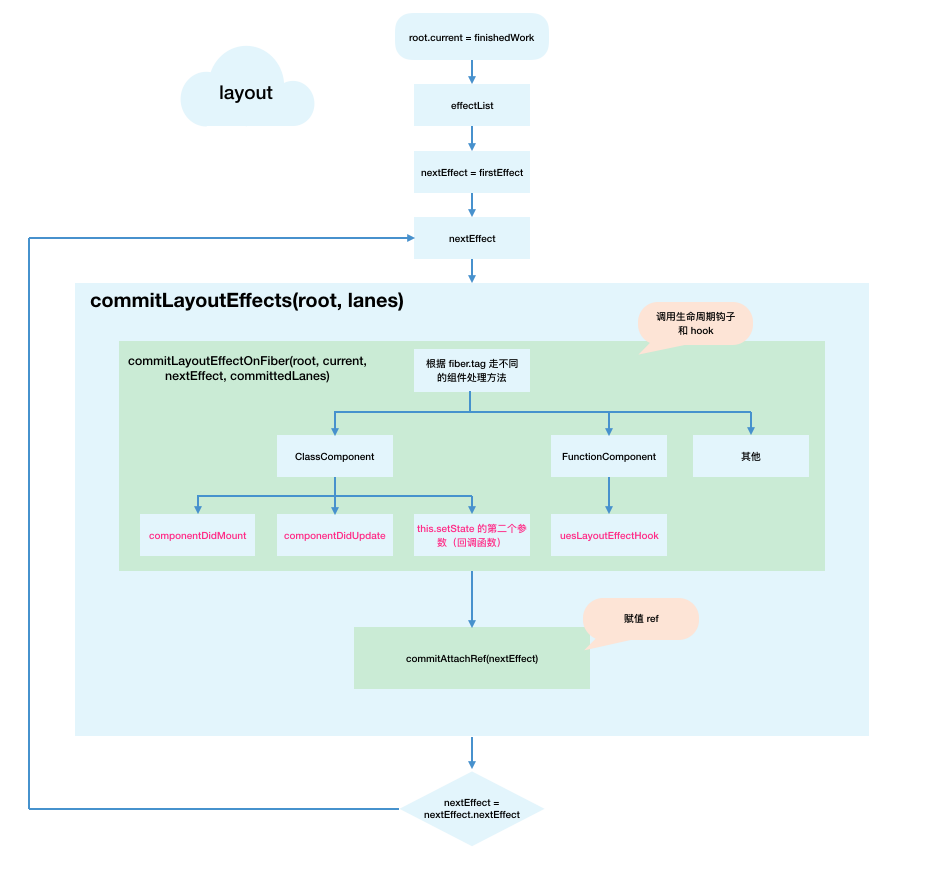 root.current = finishedWork
layout
effectList
nextEffect = firstEffect
nextEffect
commitLayoutEffects(root, lanes)
调用生命周期钩子
和 hook
commitLayoutEffectOnFiber(root, current,
nextEffect, committedLanes)
根据 fiber.tag 走不同
的组件处理方法
ClassComponent
FunctionComponent
其他
componentDidMount
componentDidUpdate
this.setState 的第二个参
数（回调函数）
uesLayoutEffectHook
赋值 ref
commitAttachRef(nextEffect)
nextEffect =
nextEffect.nextEffect